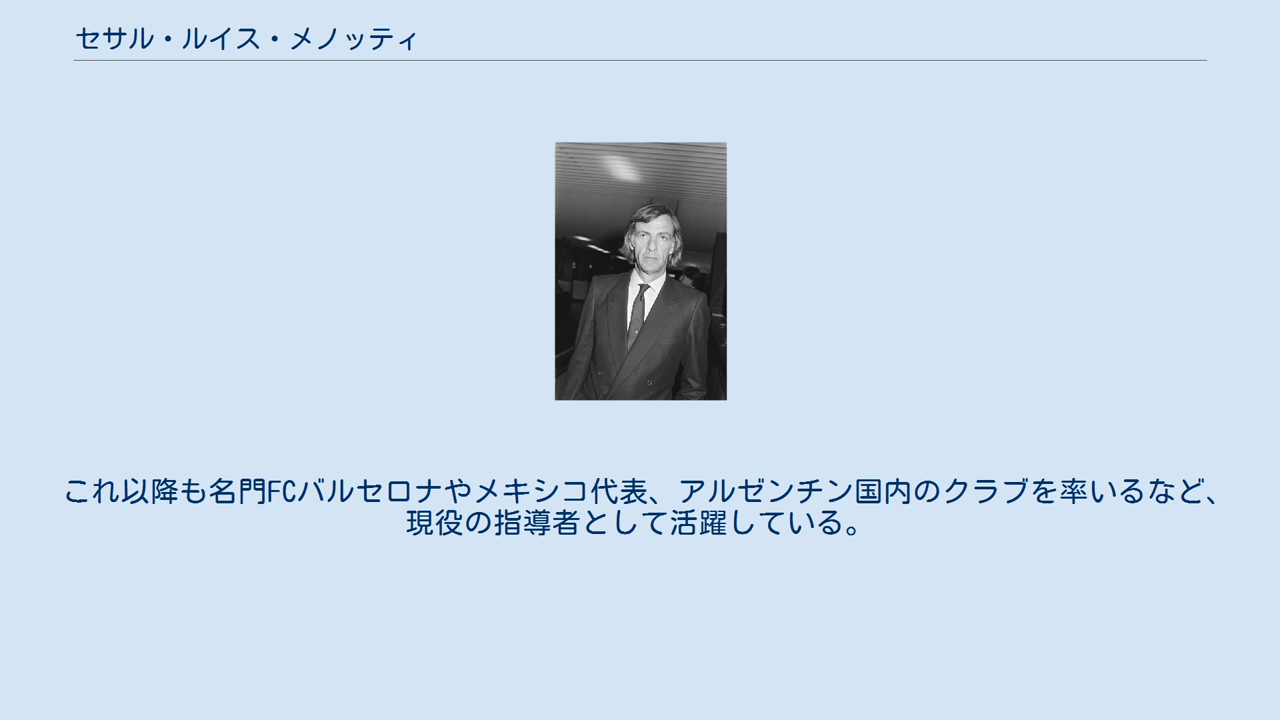 セサル・ルイス・メノッティ
これ以降も名門FCバルセロナやメキシコ代表、アルゼンチン国内のクラブを率いるなど、
現役の指導者として活躍している。